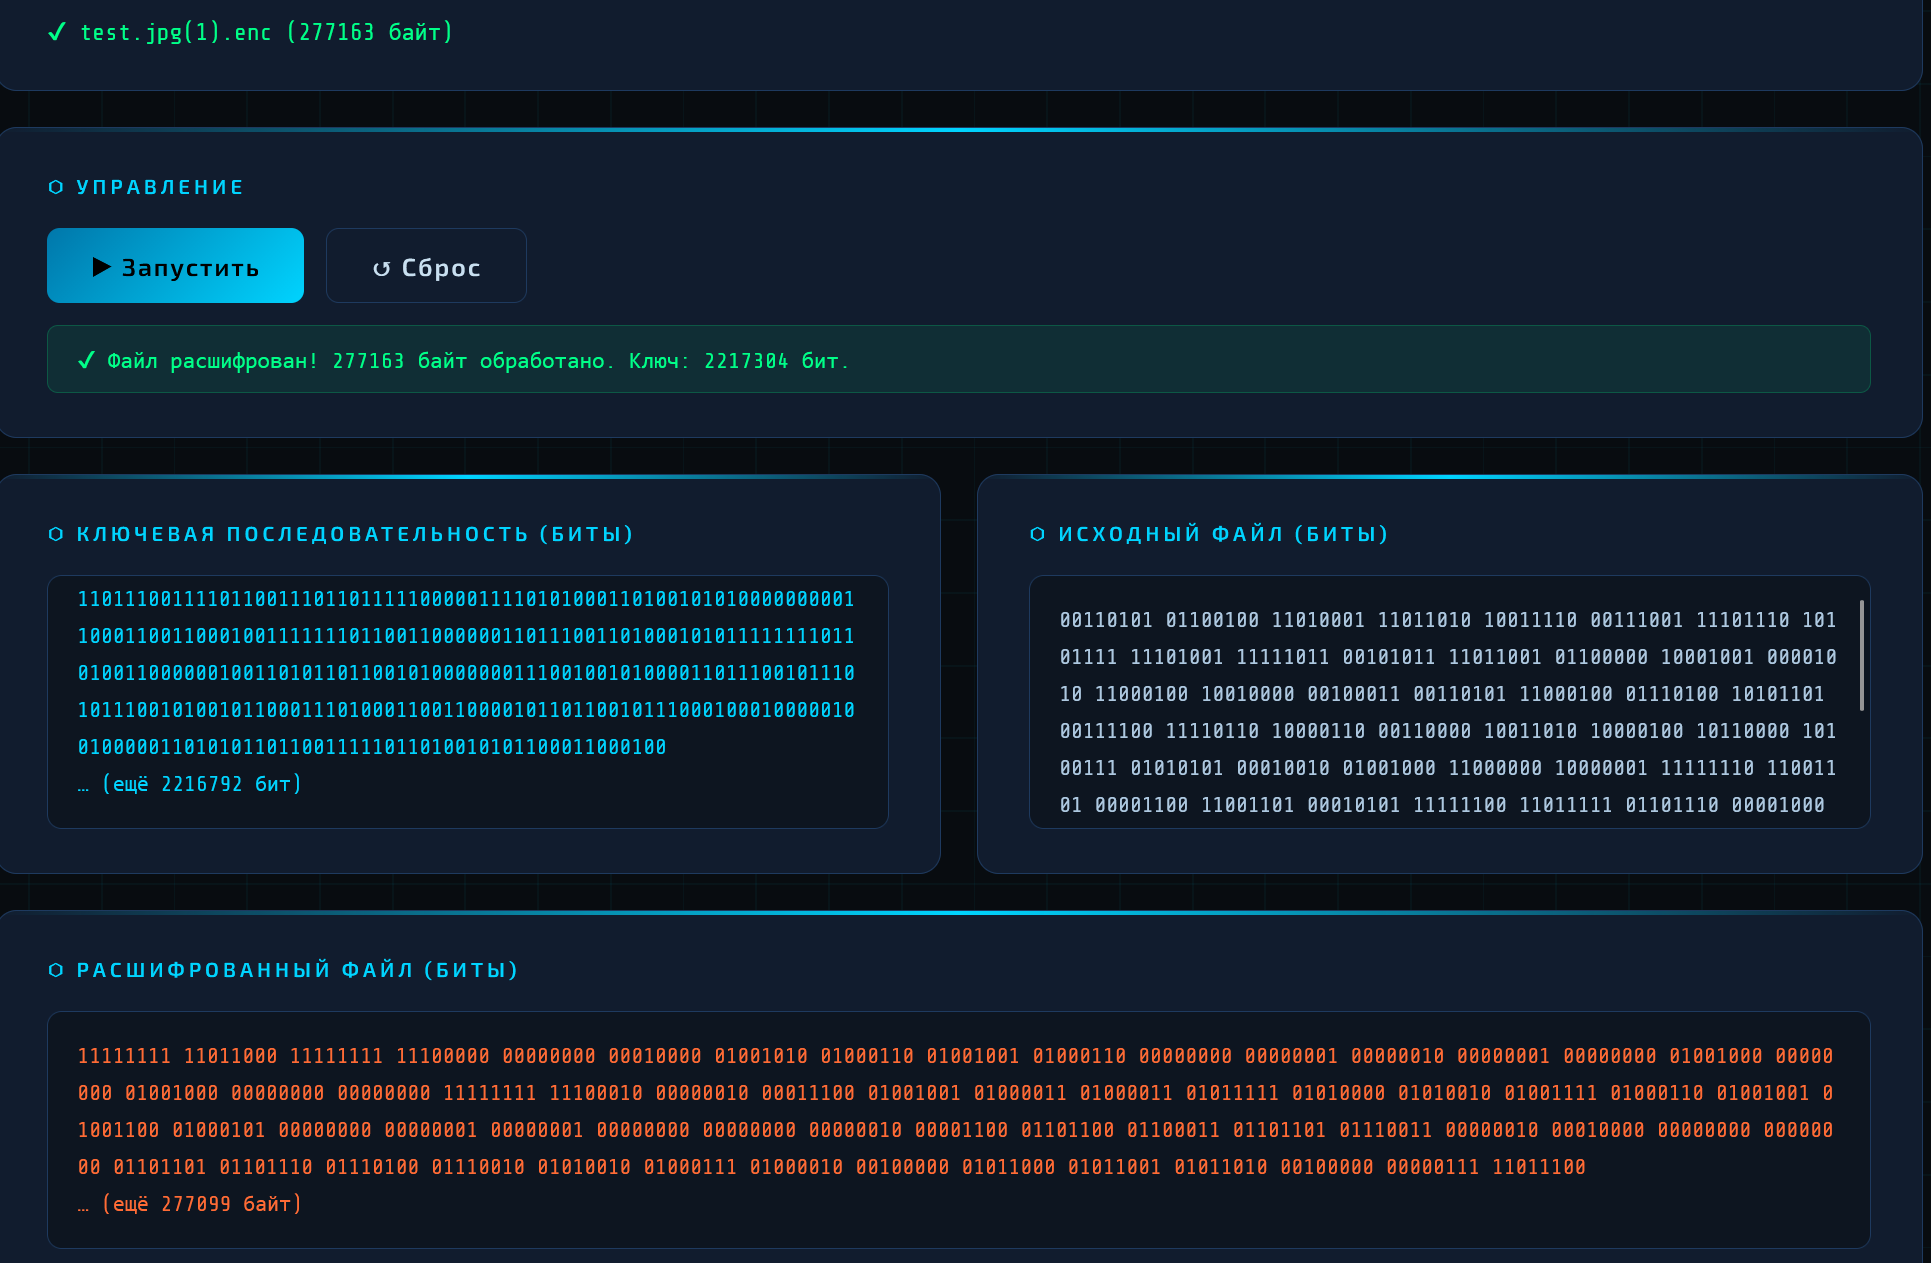 ✓ test.jpg(1).enc (277163 байт)
⬡ УПРАВЛЕНИЕ
▶ Запустить
↺ Сброс
✓ Файл расшифрован! 277163 байт обработано. Ключ: 2217304 бит.
⬡ КЛЮЧЕВАЯ ПОСЛЕДОВАТЕЛЬНОСТЬ (БИТЫ)
110111001111011001110110111110000011110101000110100101010000000001
100011001100010011111110110011000000110111001101000101011111111011
010011000000100110101101100101000000011100100101000011011100101110
101110010100101100011101000110011000010110110010111000100010000010
01000001101010110110011111011010010101100011000100
… (ещё 2216792 бит)
⬡ ИСХОДНЫЙ ФАЙЛ (БИТЫ)
00110101 01100100 11010001 11011010 10011110 00111001 11101110 101
01111 11101001 11111011 00101011 11011001 01100000 10001001 000010
10 11000100 10010000 00100011 00110101 11000100 01110100 10101101
00111100 11110110 10000110 00110000 10011010 10000100 10110000 101
00111 01010101 00010010 01001000 11000000 10000001 11111110 110011
01 00001100 11001101 00010101 11111100 11011111 01101110 00001000
⬡ РАСШИФРОВАННЫЙ ФАЙЛ (БИТЫ)
11111111 11011000 11111111 11100000 00000000 00010000 01001010 01000110 01001001 01000110 00000000 00000001 00000010 00000001 00000000 01001000 00000
000 01001000 00000000 00000000 11111111 11100010 00000010 00011100 01001001 01000011 01000011 01011111 01010000 01010010 01001111 01000110 01001001 0
1001100 01000101 00000000 00000001 00000001 00000000 00000000 00000010 00001100 01101100 01100011 01101101 01110011 00000010 00010000 00000000 000000
00 01101101 01101110 01110100 01110010 01010010 01000111 01000010 00100000 01011000 01011001 01011010 00100000 00000111 11011100
… (ещё 277099 байт)